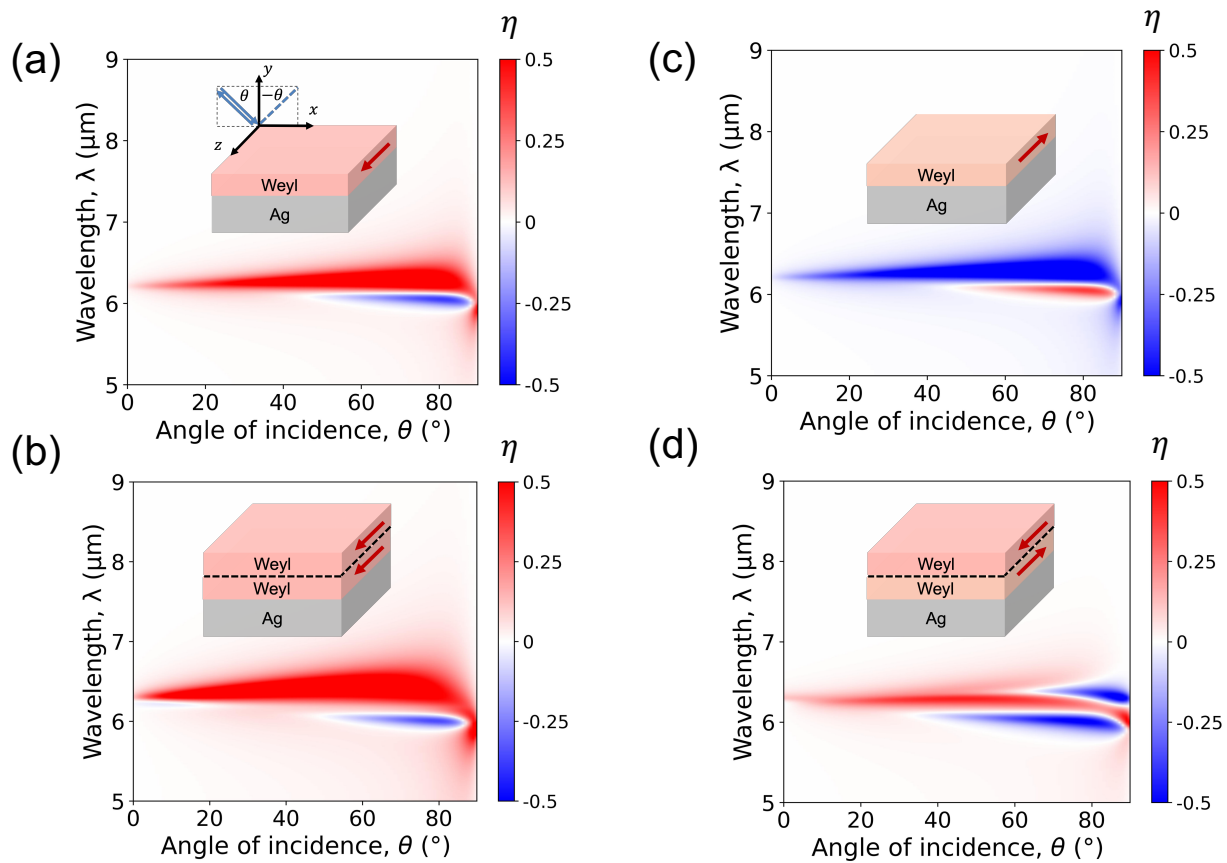 (a)
η
9
8
7
6
5
Wavelength, λ (μm)
0
20
40
60
80
Angle of incidence, θ (°)
0.5
0.25
0
-0.25
-0.5
y
θ
−θ
x
z
Weyl
Ag
(c)
η
9
8
7
6
5
Wavelength, λ (μm)
0
20
40
60
80
Angle of incidence, θ (°)
0.5
0.25
0
-0.25
-0.5
Weyl
Ag
(b)
η
9
8
7
6
5
Wavelength, λ (μm)
0
20
40
60
80
Angle of incidence, θ (°)
0.5
0.25
0
-0.25
-0.5
Weyl
Weyl
Ag
(d)
η
9
8
7
6
5
Wavelength, λ (μm)
0
20
40
60
80
Angle of incidence, θ (°)
0.5
0.25
0
-0.25
-0.5
Weyl
Weyl
Ag